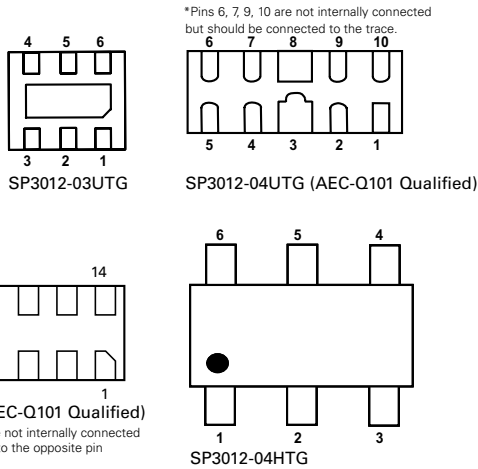 *Pins 6, 7, 9, 10 are not internally connected
but should be connected to the trace.
4 5 6
3 2 1
SP3012-03UTG
6 7 8 9 10
5 4 3 2 1
SP3012-04UTG (AEC-Q101 Qualified)
14
1
EC-Q101 Qualified)
not internally connected
to the opposite pin
6 5 4
1 2 3
SP3012-04HTG